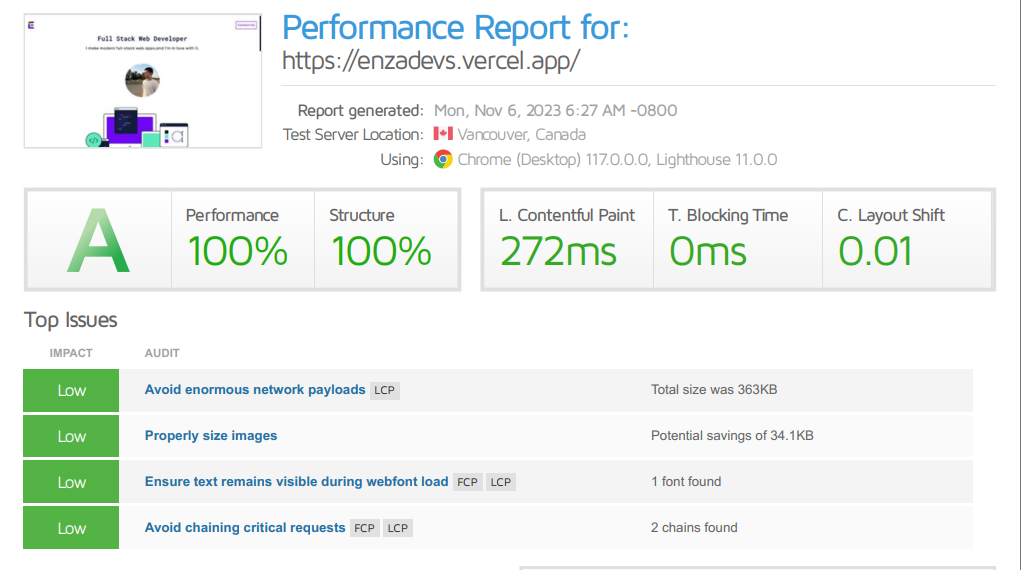 Performance Report for:
https://enzadevs.vercel.app/
E
Full Stack Web Developer
I make modern full-stack web apps,and I'm in love with it.
Report generated: Mon, Nov 6, 2023 6:27 AM -0800
Test Server Location: Vancouver, Canada
Using: Chrome (Desktop) 117.0.0.0, Lighthouse 11.0.0
A
Performance
100%
Structure
100%
L. Contentful Paint
272ms
T. Blocking Time
0ms
C. Layout Shift
0.01
Top Issues
IMPACT AUDIT
Low Avoid enormous network payloads LCP Total size was 363KB
Low Properly size images Potential savings of 34.1KB
Low Ensure text remains visible during webfont load FCP LCP 1 font found
Low Avoid chaining critical requests FCP LCP 2 chains found